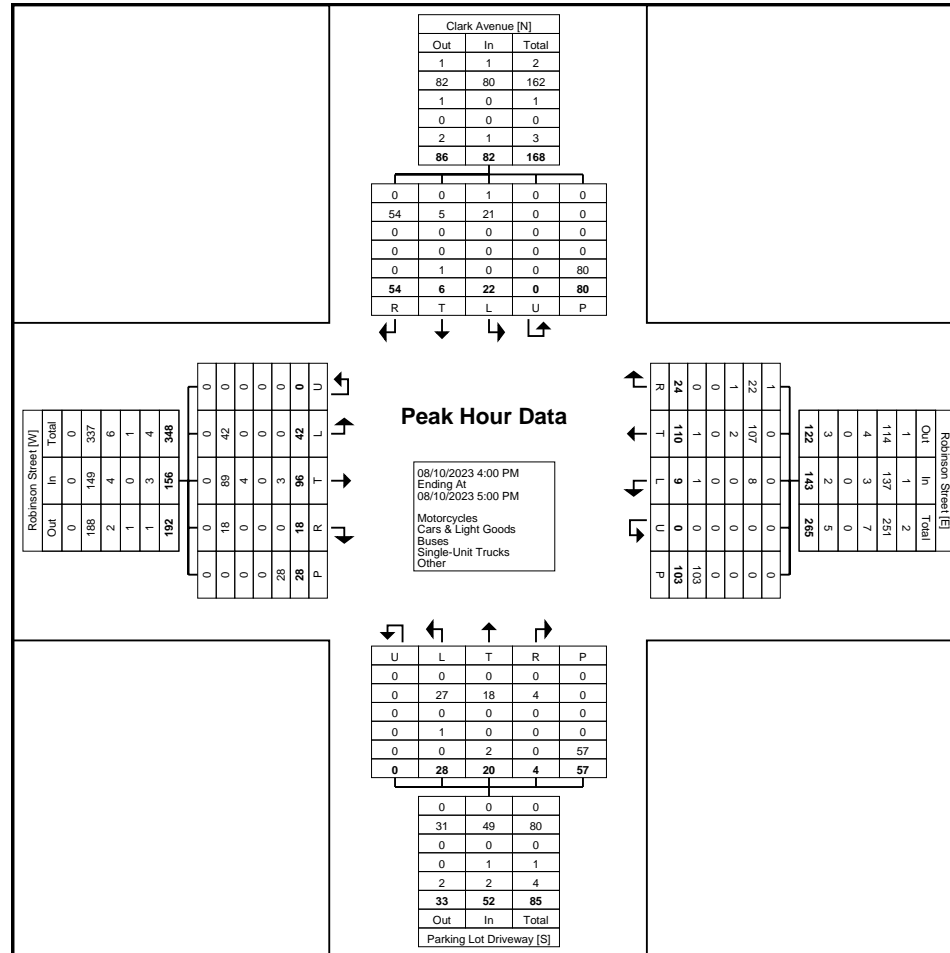 Clark Avenue [N]
Out In Total
1 1 2
82 80 162
1 0 1
0 0 0
2 1 3
86 82 168
0 0 1 0 0
54 5 21 0 0
0 0 0 0 0
0 0 0 0 0
0 1 0 0 80
54 6 22 0 80
R T L U P
Robinson Street [W]
Total 0 337 6 1 4 348
In 0 149 4 0 3 156
Out 0 188 2 1 1 192
0 0 0 0 0 0 U
0 42 0 0 0 42 L
0 89 4 0 3 96 T
0 18 0 0 0 18 R
0 0 0 0 28 28 P
Peak Hour Data
08/10/2023 4:00 PM
Ending At
08/10/2023 5:00 PM
Motorcycles
Cars & Light Goods
Buses
Single-Unit Trucks
Other
R 24 0 0 1 22 1
T 110 1 0 2 107 0
L 9 1 0 0 8 0
U 0 0 0 0 0 0
P 103 103 0 0 0 0
Robinson Street [E]
122 3 0 4 114 1 Out
143 2 0 3 137 1 In
265 5 0 7 251 2 Total
U L T R P
0 0 0 0 0
0 27 18 4 0
0 0 0 0 0
0 1 0 0 0
0 0 2 0 57
0 28 20 4 57
0 0 0
31 49 80
0 0 0
0 1 1
2 2 4
33 52 85
Out In Total
Parking Lot Driveway [S]